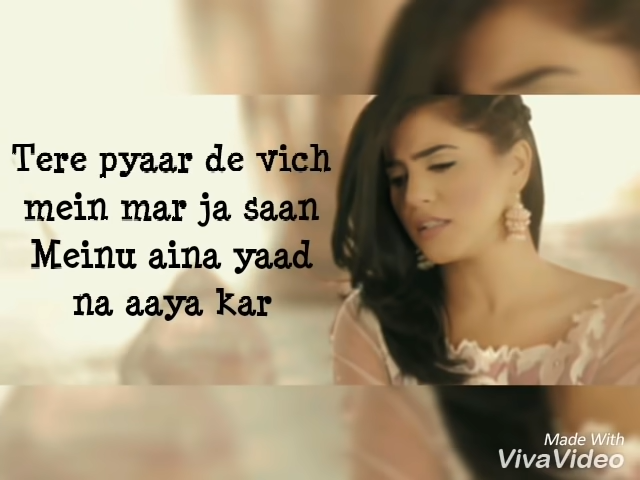 Tere pyaar de vich
mein mar ja saan
Meinu aina yaad
na aaya kar
Made With
VivaVideo